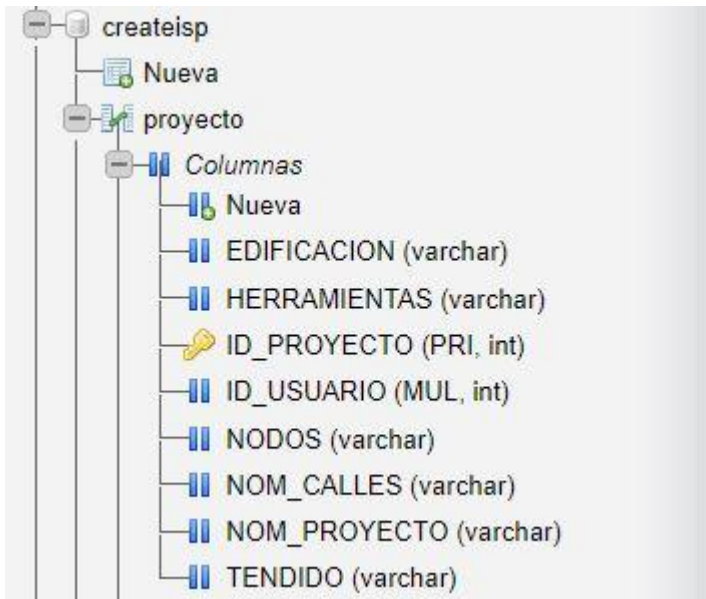 createisp
Nueva
proyecto
Columnas
Nueva
EDIFICACION (varchar)
HERRAMIENTAS (varchar)
ID_PROYECTO (PRI, int)
ID_USUARIO (MUL, int)
NODOS (varchar)
NOM_CALLES (varchar)
NOM_PROYECTO (varchar)
TENDIDO (varchar)